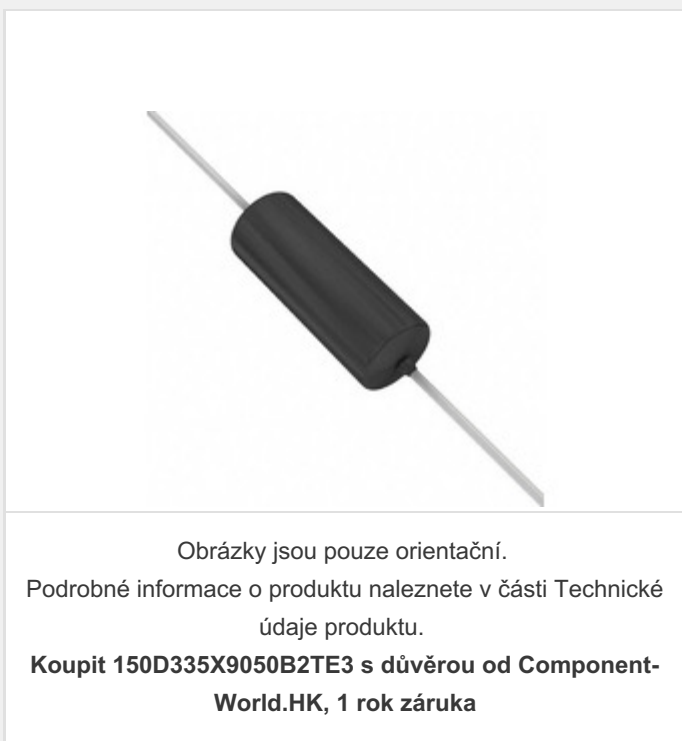 Obrázky jsou pouze orientační.
Podrobné informace o produktu naleznete v části Technické
údaje produktu.
Koupit 150D335X9050B2TE3 s důvěrou od Component-
World.HK, 1 rok záruka